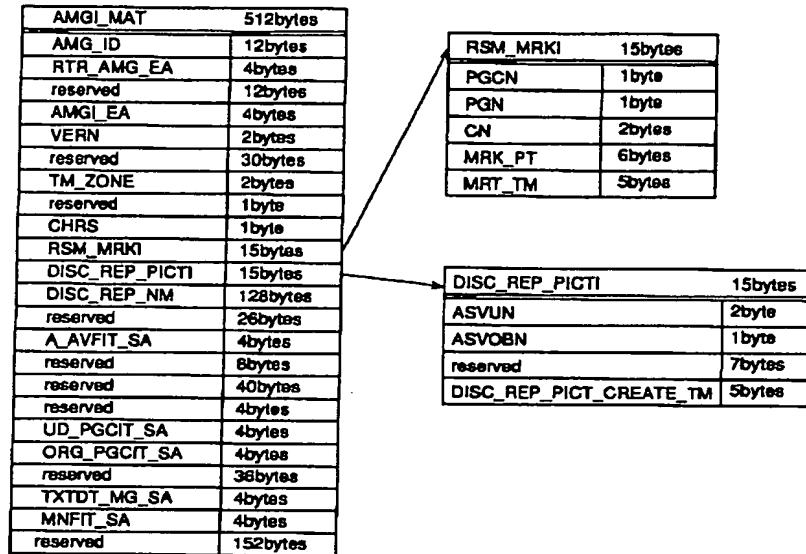 AMGI_MAT 512bytes
AMG_ID 12bytes
RTR_AMG_EA 4bytes
reserved 12bytes
AMGI_EA 4bytes
VERN 2bytes
reserved 30bytes
TM_ZONE 2bytes
reserved 1byte
CHRS 1byte
RSM_MRKI 15bytes
DISC_REP_PICTI 15bytes
DISC_REP_NM 128bytes
reserved 26bytes
A_AVFIT_SA 4bytes
reserved 6bytes
reserved 40bytes
reserved 4bytes
UD_PGCIT_SA 4bytes
ORG_PGCIT_SA 4bytes
reserved 36bytes
TXTDT_MG_SA 4bytes
MNFIT_SA 4bytes
reserved 152bytes
RSM_MRKI 15bytes
PGCN 1byte
PGN 1byte
CN 2bytes
MRK_PT 6bytes
MRT_TM 5bytes
DISC_REP_PICTI 15bytes
ASVUN 2byte
ASVOBN 1byte
reserved 7bytes
DISC_REP_PICT_CREATE_TM 5bytes